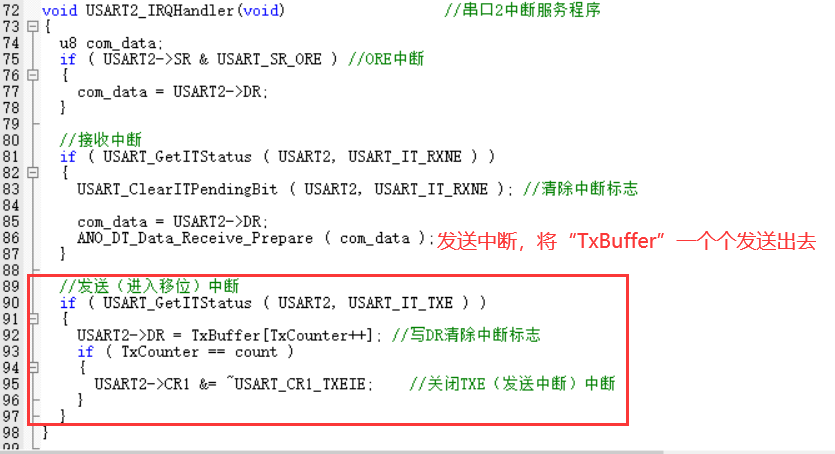 72 void USART2_IRQHandler(void) //串口2中断服务程序
73 {
74 u8 com_data;
75 if ( USART2->SR & USART_SR_ORE ) //ORE中断
76 {
77 com_data = USART2->DR;
78 }
79
80 //接收中断
81 if ( USART_GetITStatus ( USART2, USART_IT_RXNE ) )
82 {
83 USART_ClearITPendingBit ( USART2, USART_IT_RXNE ); //清除中断标志
84
85 com_data = USART2->DR;
86 ANO_DT_Data_Receive_Prepare ( com_data ); 发送中断，将“TxBuffer”一个个发送出去
87 }
88
89 //发送（进入移位）中断
90 if ( USART_GetITStatus ( USART2, USART_IT_TXE ) )
91 {
92 USART2->DR = TxBuffer[TxCounter++]; //写DR清除中断标志
93 if ( TxCounter == count )
94 {
95 USART2->CR1 &= ~USART_CR1_TXEIE; //关闭TXE（发送中断）中断
96 }
97 }
98 }
99